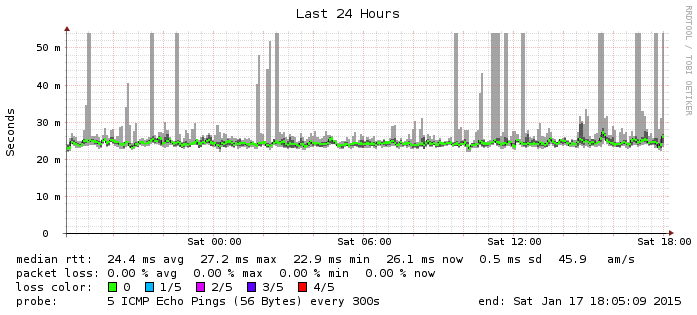 Last 24 Hours
RRDTOOL / TOBI OETIKER
Seconds
50 m
40 m
30 m
20 m
10 m
0
Sat 00:00 Sat 06:00 Sat 12:00 Sat 18:00
median rtt: 24.4 ms avg 27.2 ms max 22.9 ms min 26.1 ms now 0.5 ms sd 45.9 am/s
packet loss: 0.00 % avg 0.00 % max 0.00 % min 0.00 % now
loss color: 0 1/5 2/5 3/5 4/5
probe: 5 ICMP Echo Pings (56 Bytes) every 300s end: Sat Jan 17 18:05:09 2015